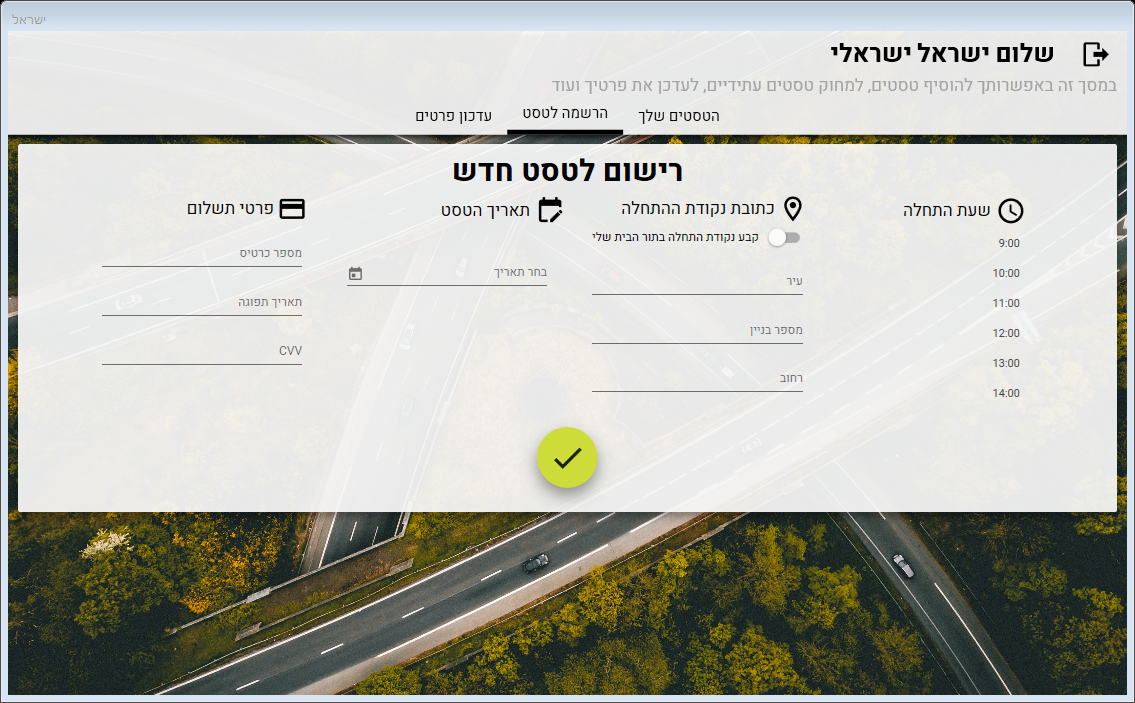 ישראל
שלום ישראל ישראלי
במסך זה באפשרותך להוסיף טסטים, למחוק טסטים עתידיים, לעדכן את פרטיך ועוד
הטסטים שלך
הרשמה לטסט
עדכון פרטים
רישום לטסט חדש
שעת התחלה
9:00
10:00
11:00
12:00
13:00
14:00
כתובת נקודת ההתחלה
קבע נקודת התחלה בתור הבית שלי
עיר
מספר בניין
רחוב
תאריך הטסט
בחר תאריך
פרטי תשלום
מספר כרטיס
תאריך תפוגה
CVV